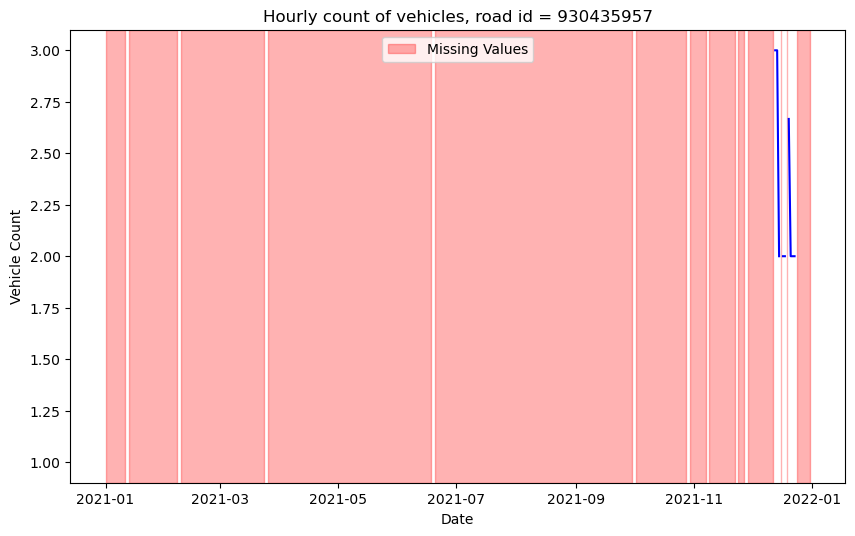 Hourly count of vehicles, road id = 930435957
Missing Values
Vehicle Count
3.00
2.75
2.50
2.25
2.00
1.75
1.50
1.25
1.00
2021-01 2021-03 2021-05 2021-07 2021-09 2021-11 2022-01
Date